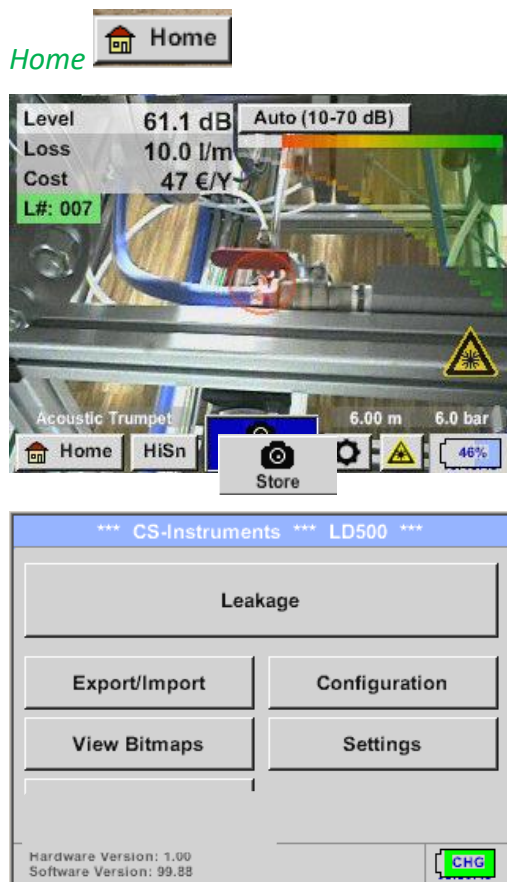 Home Home
Level 61.1 dB Auto (10-70 dB)
Loss 10.0 l/m
Cost 47 €/Y
L#: 007
Acoustic Trumpet 6.00 m 6.0 bar
Home HiSn 46%
Store
*** CS-Instruments *** LD500 ***
Leakage
Export/Import Configuration
View Bitmaps Settings
Hardware Version: 1.00
Software Version: 99.88 CHG